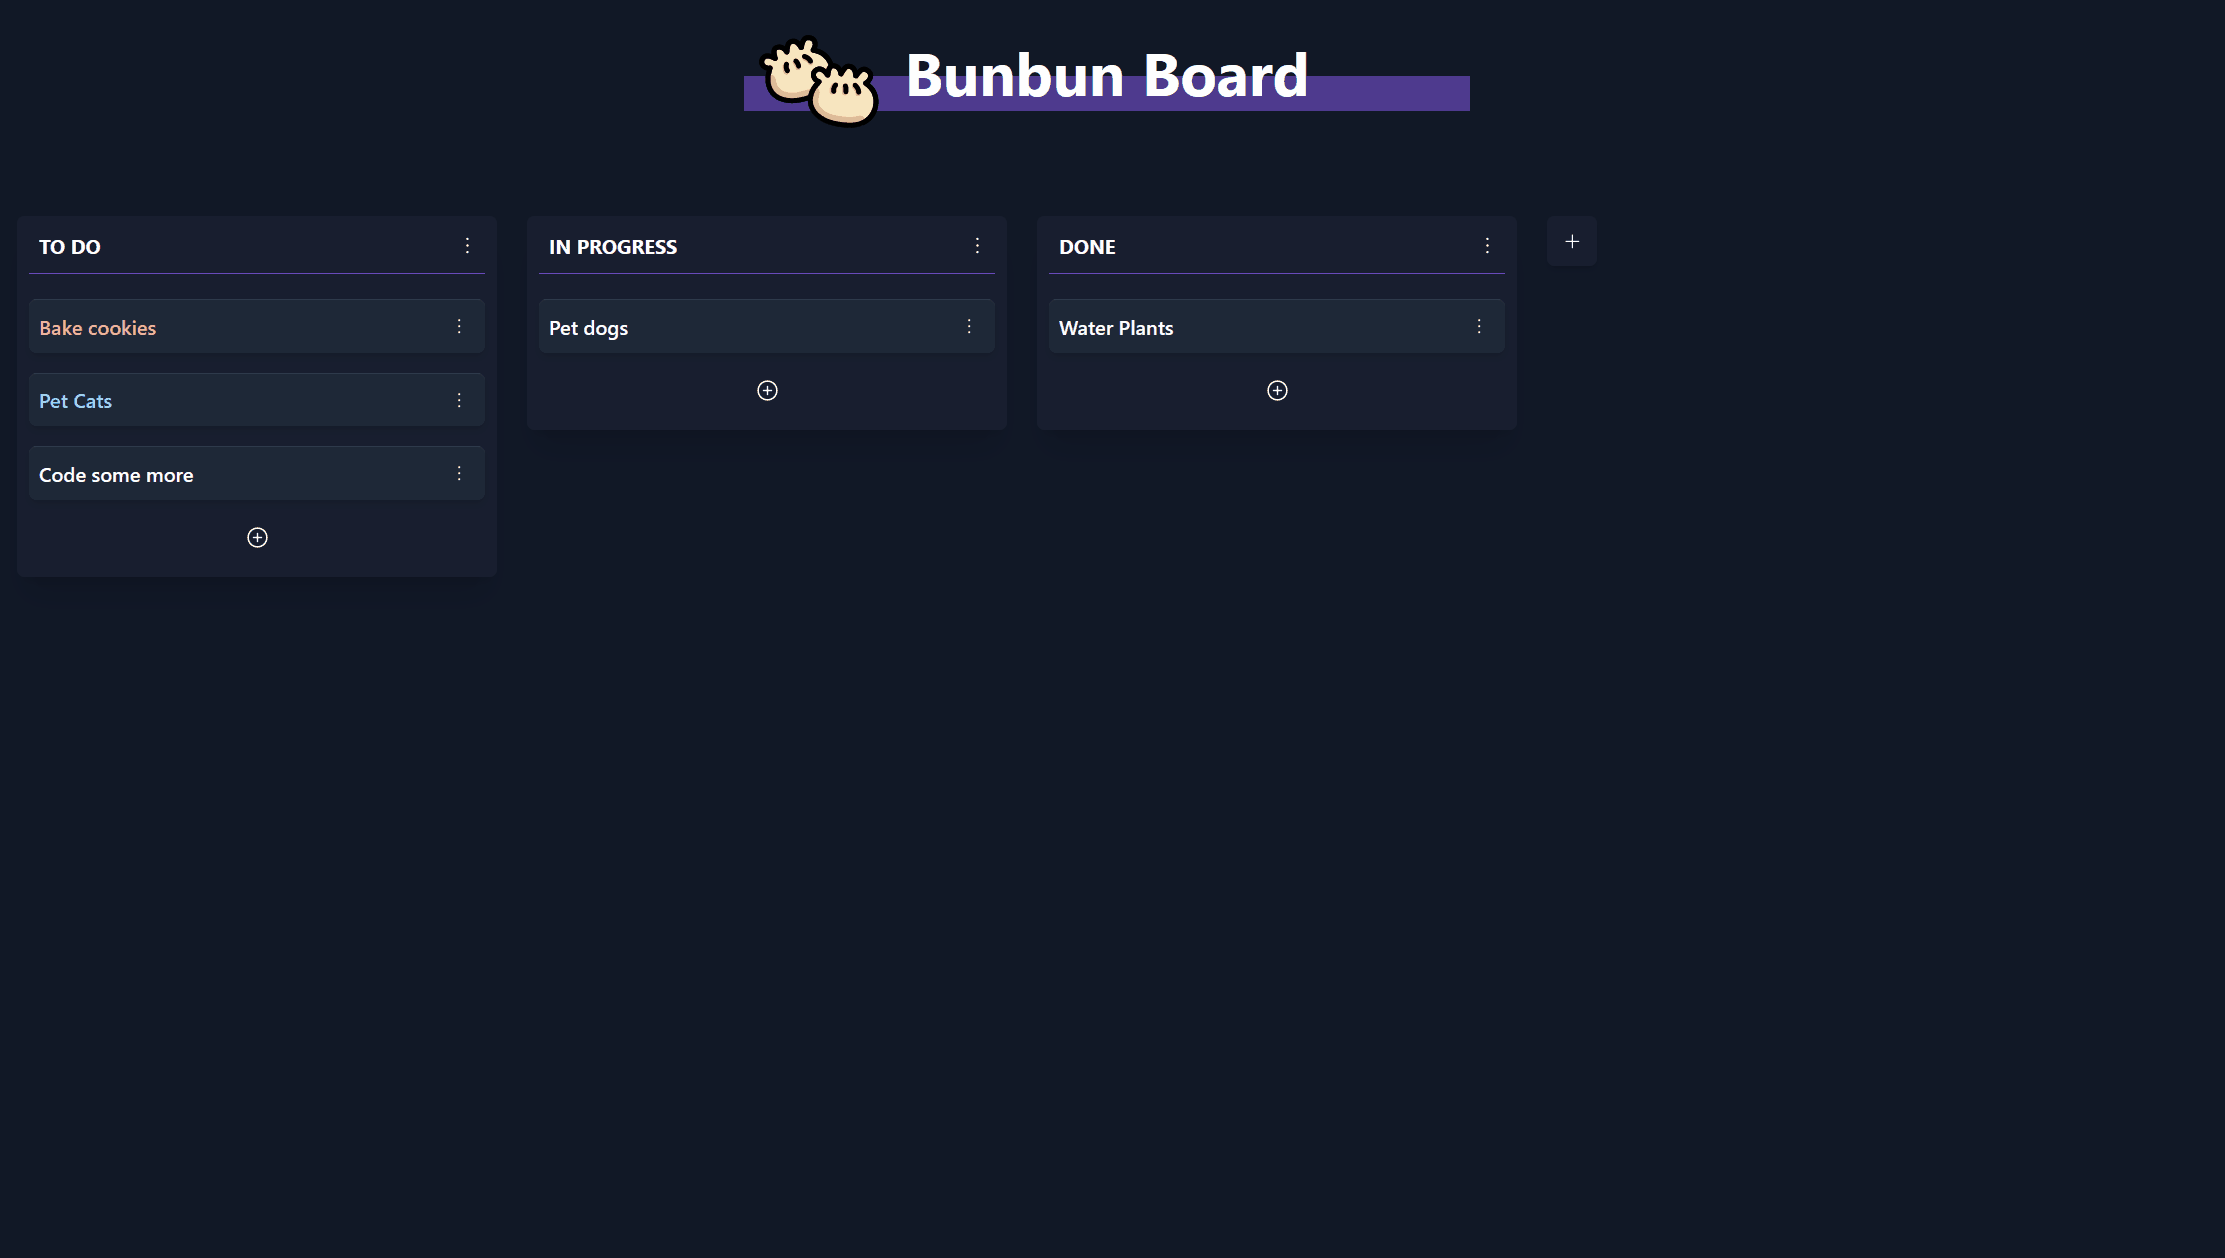 Bunbun Board
TO DO
Bake cookies
Pet Cats
Code some more
IN PROGRESS
Pet dogs
DONE
Water Plants